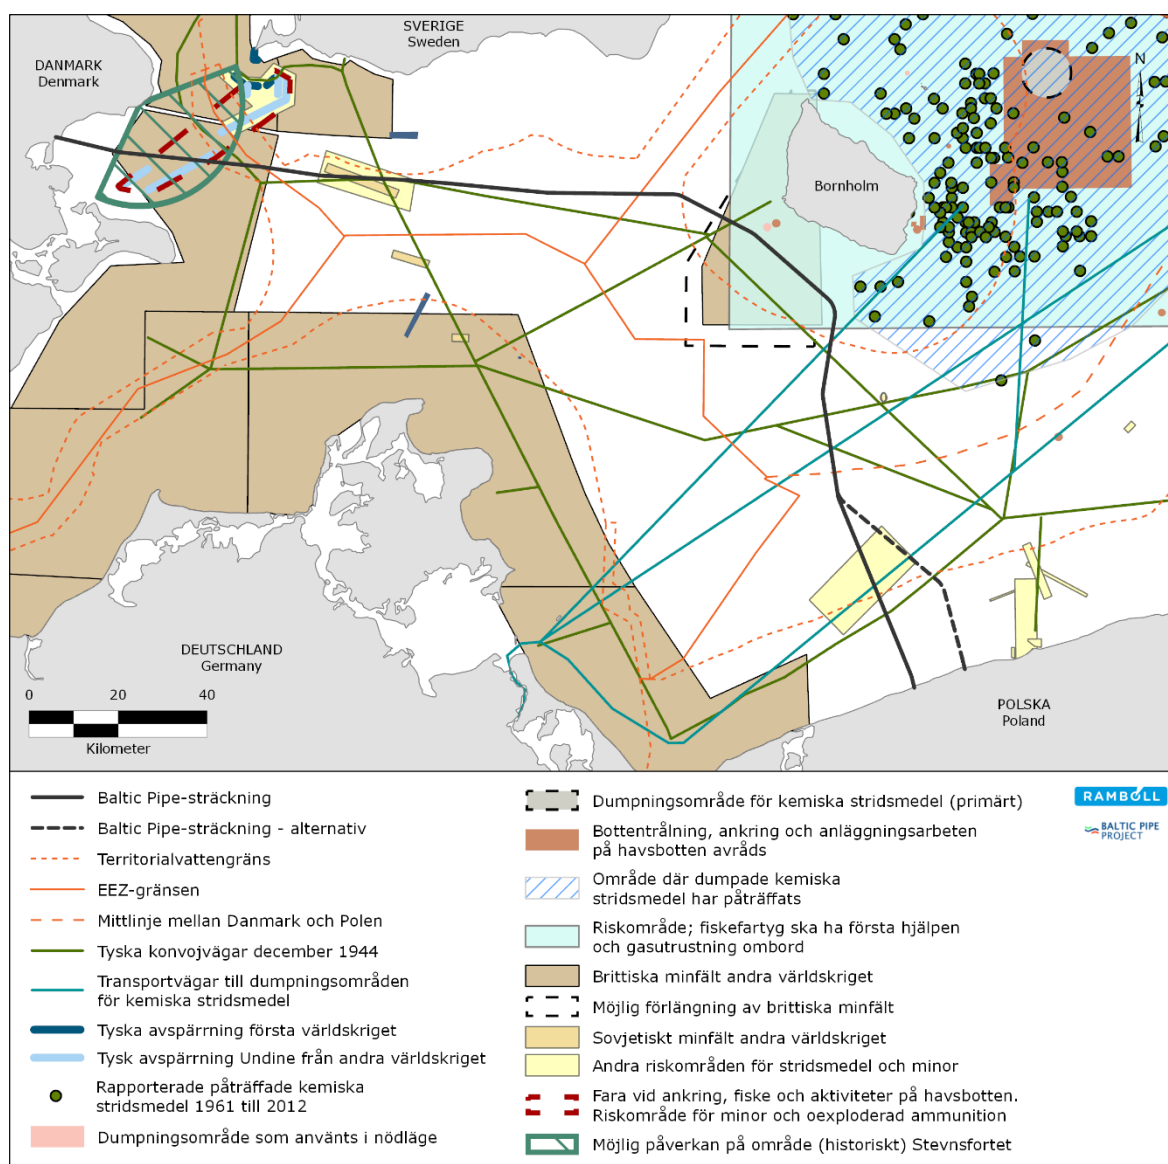 SVERIGE
Sweden
DANMARK
Denmark
N
Bornholm
DEUTSCHLAND
Germany
POLSKA
Poland
0 20 40
Kilometer
Baltic Pipe-sträckning
Baltic Pipe-sträckning - alternativ
Territorialvattengräns
EEZ-gränsen
Mittlinje mellan Danmark och Polen
Tyska konvojvägar december 1944
Transportvägar till dumpningsområden
för kemiska stridsmedel
Tyska avspärrning första världskriget
Tysk avspärrning Undine från andra världskriget
Rapporterade påträffade kemiska
stridsmedel 1961 till 2012
Dumpningsområde som använts i nödläge
Dumpningsområde för kemiska stridsmedel (primärt)
Bottentrålning, ankring och anläggningsarbeten
på havsbotten avråds
Område där dumpade kemiska
stridsmedel har påträffats
Riskområde; fiskefartyg ska ha första hjälpen
och gasutrustning ombord
Brittiska minfält andra världskriget
Möjlig förlängning av brittiska minfält
Sovjetiskt minfält andra världskriget
Andra riskområden för stridsmedel och minor
Fara vid ankring, fiske och aktiviteter på havsbotten.
Riskområde för minor och oexploderad ammunition
Möjlig påverkan på område (historiskt) Stevnsfortet
RAMBOLL
BALTIC PIPE
PROJECT